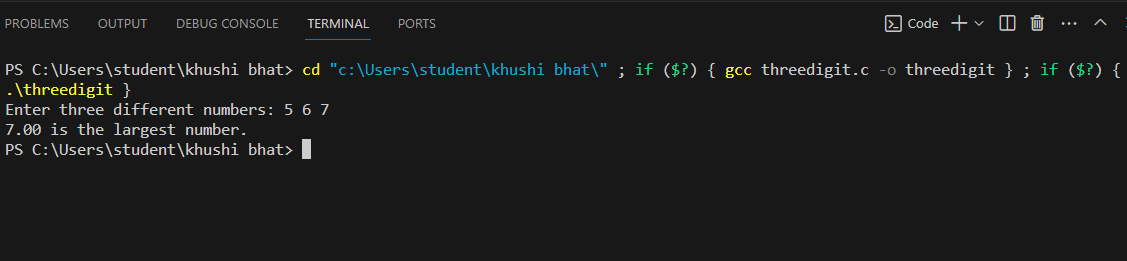 PROBLEMS OUTPUT DEBUG CONSOLE TERMINAL PORTS Code
PS C:\Users\student\khushi bhat> cd "c:\Users\student\khushi bhat\" ; if ($?) { gcc threedigit.c -o threedigit } ; if ($?) {
.\threedigit }
Enter three different numbers: 5 6 7
7.00 is the largest number.
PS C:\Users\student\khushi bhat>